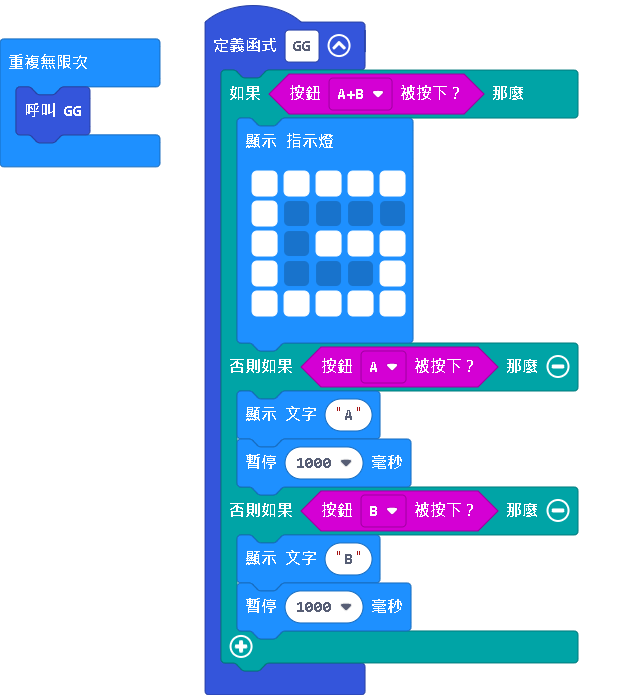 重複無限次
呼叫 GG
定義函式 GG
如果 按鈕 A+B 被按下? 那麼
顯示 指示燈
否則如果 按鈕 A 被按下? 那麼
顯示 文字 "A"
暫停 1000 毫秒
否則如果 按鈕 B 被按下? 那麼
顯示 文字 "B"
暫停 1000 毫秒